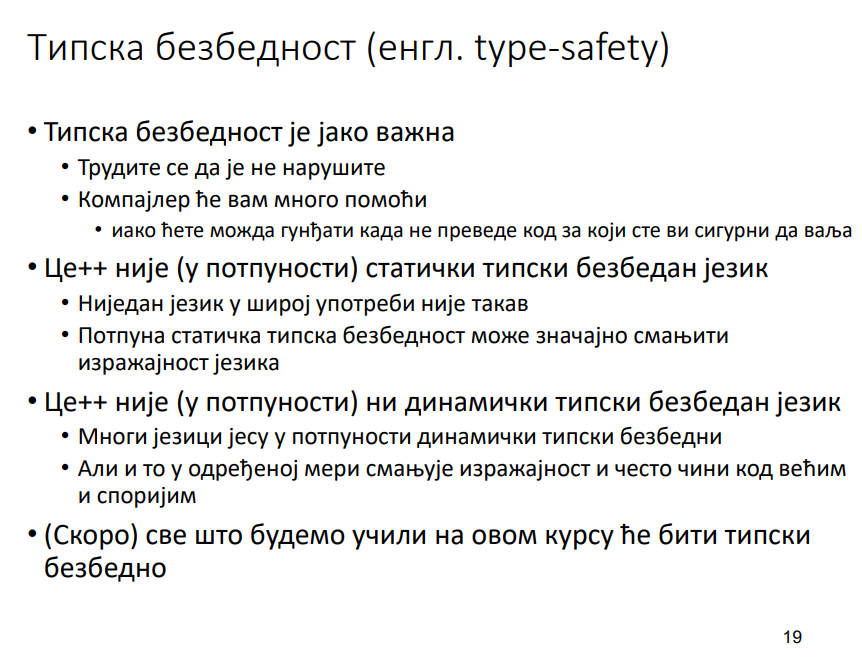 Типска безбедност (енгл. type-safety)
• Типска безбедност је јако важна
• Трудите се да је не нарушите
• Компајлер ће вам много помоћи
• иако ћете можда гунђати када не преведе код за који сте ви сигурни да ваља
• Це++ није (у потпуности) статички типски безбедан језик
• Ниједан језик у широј употреби није такав
• Потпуна статичка типска безбедност може значајно смањити
изражајност језика
• Це++ није (у потпуности) ни динамички типски безбедан језик
• Многи језици јесу у потпуности динамички типски безбедни
• Али и то у одређеној мери смањује изражајност и често чини код већим
и споријим
• (Скоро) све што будемо учили на овом курсу ће бити типски
безбедно
19